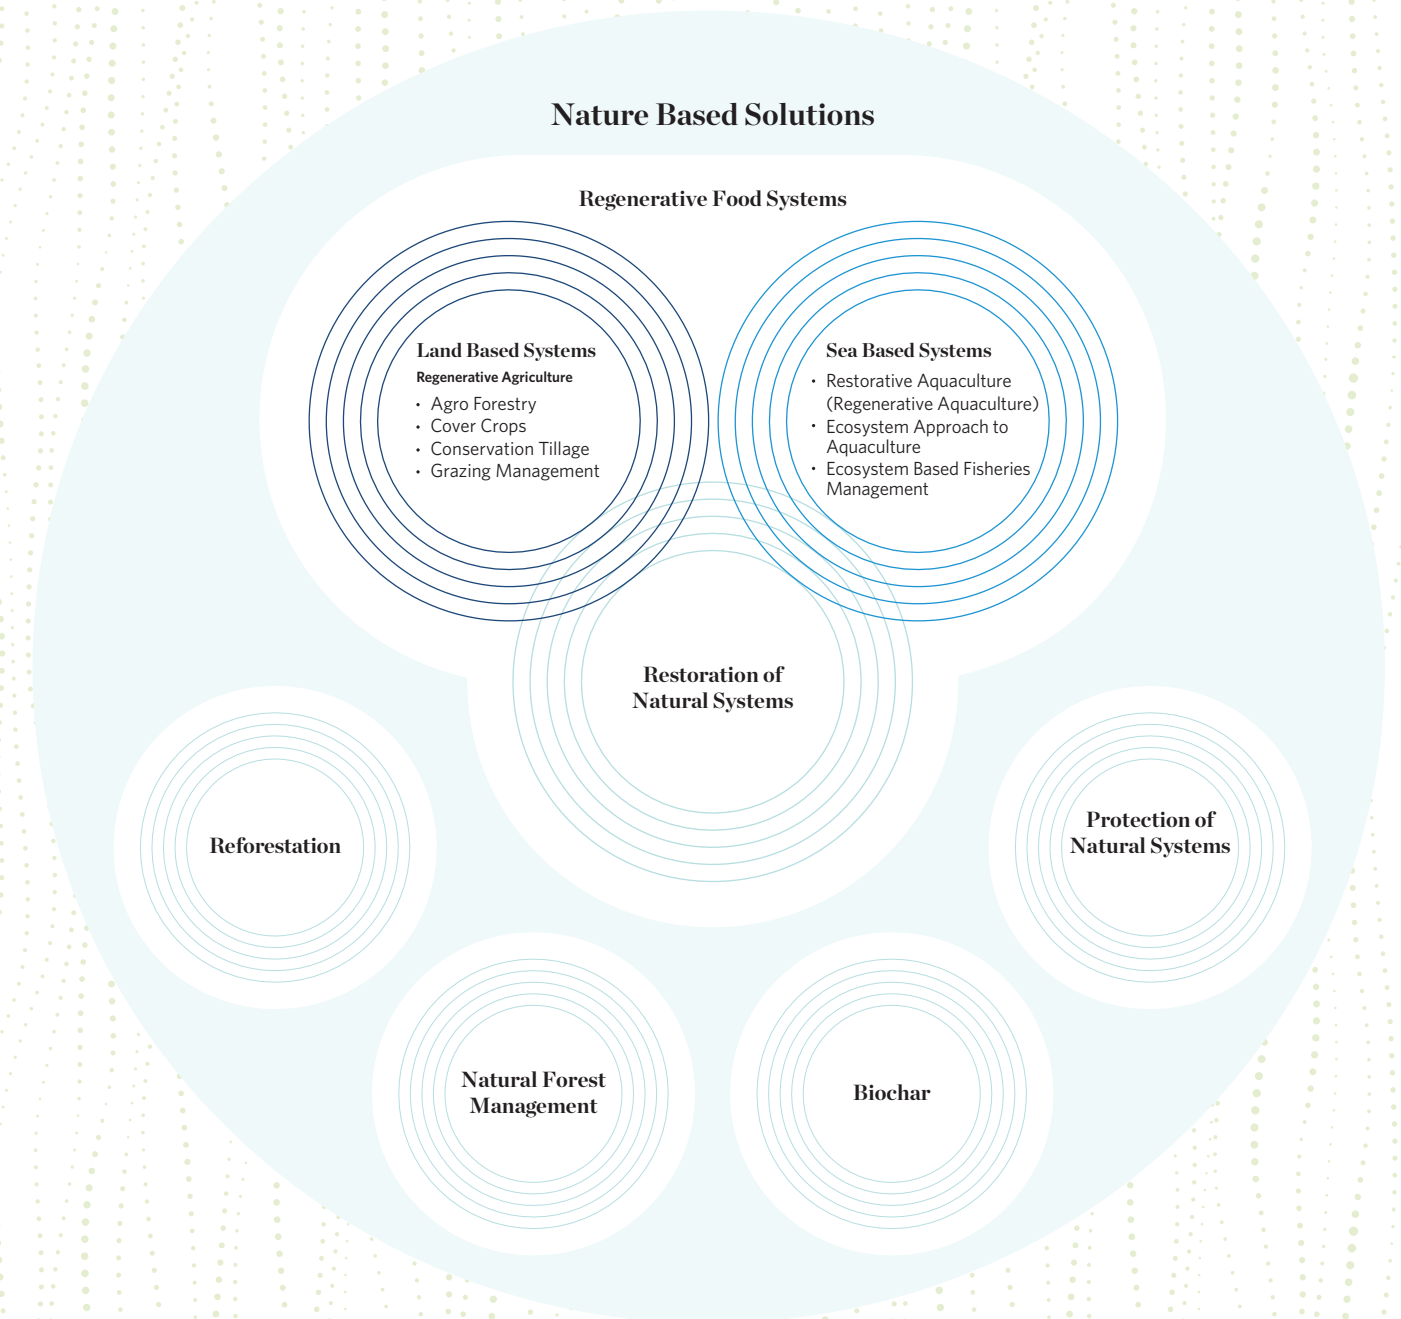 Nature Based Solutions
Regenerative Food Systems
Land Based Systems
Regenerative Agriculture
• Agro Forestry
• Cover Crops
• Conservation Tillage
• Grazing Management
Sea Based Systems
• Restorative Aquaculture
(Regenerative Aquaculture)
• Ecosystem Approach to
Aquaculture
• Ecosystem Based Fisheries
Management
Restoration of
Natural Systems
Reforestation
Protection of
Natural Systems
Natural Forest
Management
Biochar